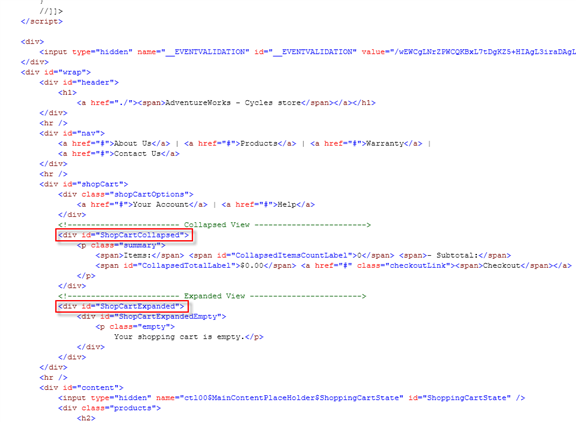 }
//]]>
</script>
<div>
<input type="hidden" name="__EVENTVALIDATION" id="__EVENTVALIDATION" value="/wEWCgLNrZPWCQKBxL7tDgKZ5+HIAgL3iraDAgL
</div>
<div id="wrap">
<div id="header">
<h1>
<a href="./"><span>AdventureWorks - Cycles store</span></a></h1>
</div>
<hr />
<div id="nav">
<a href="#">About Us</a> | <a href="#">Products</a> | <a href="#">Warranty</a> |
<a href="#">Contact Us</a>
</div>
<hr />
<div id="shopCart">
<div class="shopCartOptions">
<a href="#">Your Account</a> | <a href="#">Help</a>
</div>
<!------------------------ Collapsed View ------------------------>
<div id="ShopCartCollapsed">
<p class="summary">
<span>Items:</span> <span id="CollapsedItemsCountLabel">0</span> <span>- Subtotal:</span>
<span id="CollapsedTotalLabel">$0.00</span> <a href="#" class="checkoutLink"><span>Checkout</span></a>
</p>
</div>
<!------------------------ Expanded View ------------------------>
<div id="ShopCartExpanded">
<div id="ShopCartExpandedEmpty">
<p class="empty">
Your shopping cart is empty.</p>
</div>
</div>
</div>
<hr />
<div id="content">
<input type="hidden" name="ctl00$MainContentPlaceHolder$ShoppingCartState" id="ShoppingCartState" />
<div class="products">
<h2>